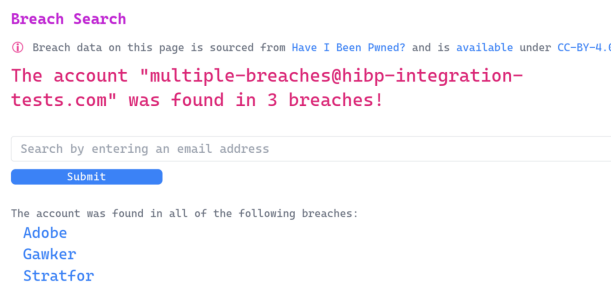 Breach Search
Breach data on this page is sourced from Have I Been Pwned? and is available under CC-BY-4.0
The account "multiple-breaches@hibp-integration-
tests.com" was found in 3 breaches!
Search by entering an email address
Submit
The account was found in all of the following breaches:
Adobe
Gawker
Stratfor